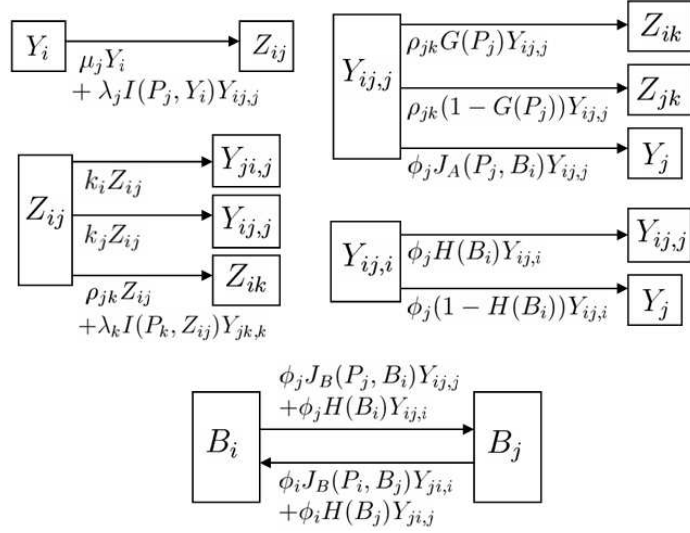 Y_i
μ_j Y_i
+ λ_j I(P_j, Y_i)Y_{ij,j}
Z_{ij}
Y_{ij,j}
ρ_{jk} G(P_j)Y_{ij,j}
Z_{ik}
ρ_{jk}(1 − G(P_j))Y_{ij,j}
Z_{jk}
φ_j J_A(P_j, B_i)Y_{ij,j}
Y_j
Z_{ij}
k_i Z_{ij}
Y_{ji,j}
k_j Z_{ij}
Y_{ij,j}
ρ_{jk} Z_{ij}
+λ_k I(P_k, Z_{ij})Y_{jk,k}
Z_{ik}
Y_{ij,i}
φ_j H(B_i)Y_{ij,i}
Y_{ij,j}
φ_j(1 − H(B_i))Y_{ij,i}
Y_j
B_i
φ_j J_B(P_j, B_i)Y_{ij,j}
+φ_j H(B_i)Y_{ij,i}
B_j
φ_i J_B(P_i, B_j)Y_{ji,i}
+φ_i H(B_j)Y_{ji,j}